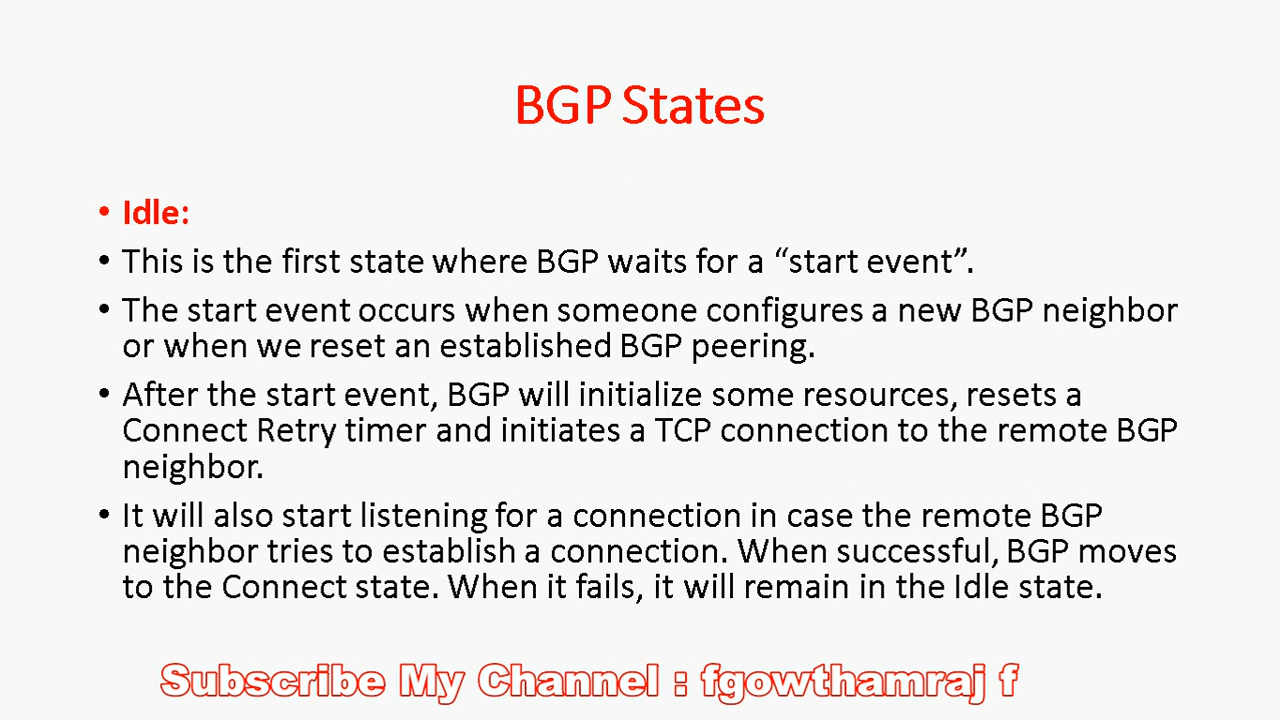 BGP States
• Idle:
• This is the first state where BGP waits for a “start event”.
• The start event occurs when someone configures a new BGP neighbor
or when we reset an established BGP peering.
• After the start event, BGP will initialize some resources, resets a
Connect Retry timer and initiates a TCP connection to the remote BGP
neighbor.
• It will also start listening for a connection in case the remote BGP
neighbor tries to establish a connection. When successful, BGP moves
to the Connect state. When it fails, it will remain in the Idle state.
Subscribe My Channel : fgowthamraj f